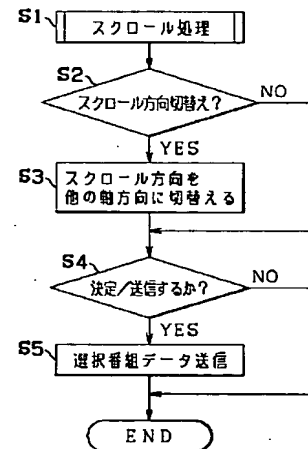 S1
スクロール処理
S2
スクロール方向切替え?
NO
YES
S3
スクロール方向を
他の軸方向に切替える
S4
決定/送信するか?
NO
YES
S5
選択番組データ送信
END